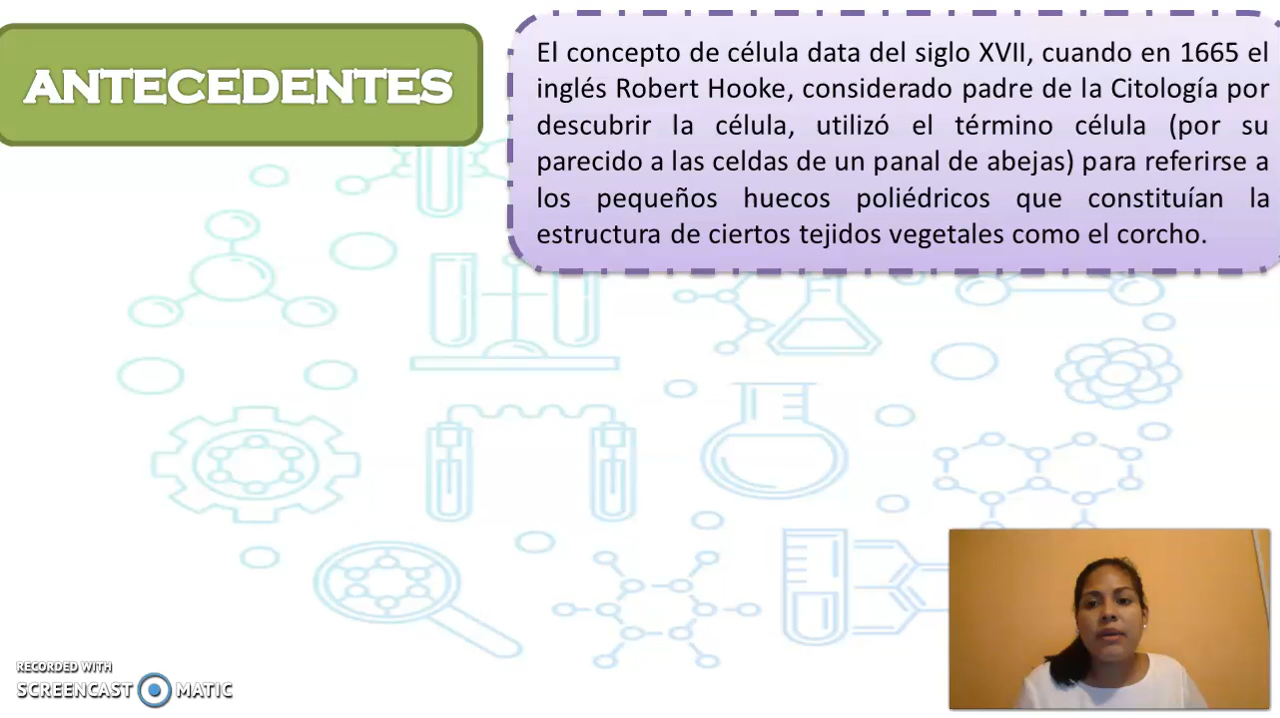 ANTECEDENTES
El concepto de célula data del siglo XVII, cuando en 1665 el
inglés Robert Hooke, considerado padre de la Citología por
descubrir la célula, utilizó el término célula (por su
parecido a las celdas de un panal de abejas) para referirse a
los pequeños huecos poliédricos que constituían la
estructura de ciertos tejidos vegetales como el corcho.
RECORDED WITH
SCREENCAST MATIC